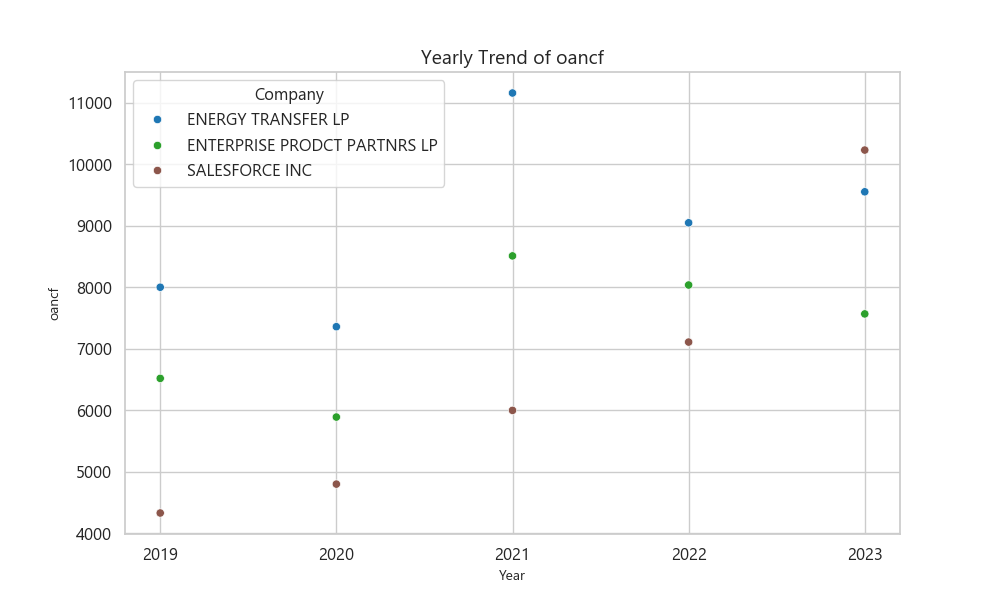 Yearly Trend of oancf
Company
ENERGY TRANSFER LP
ENTERPRISE PRODCT PARTNRS LP
SALESFORCE INC
11000
10000
9000
8000
7000
6000
5000
4000
oancf
2019 2020 2021 2022 2023
Year